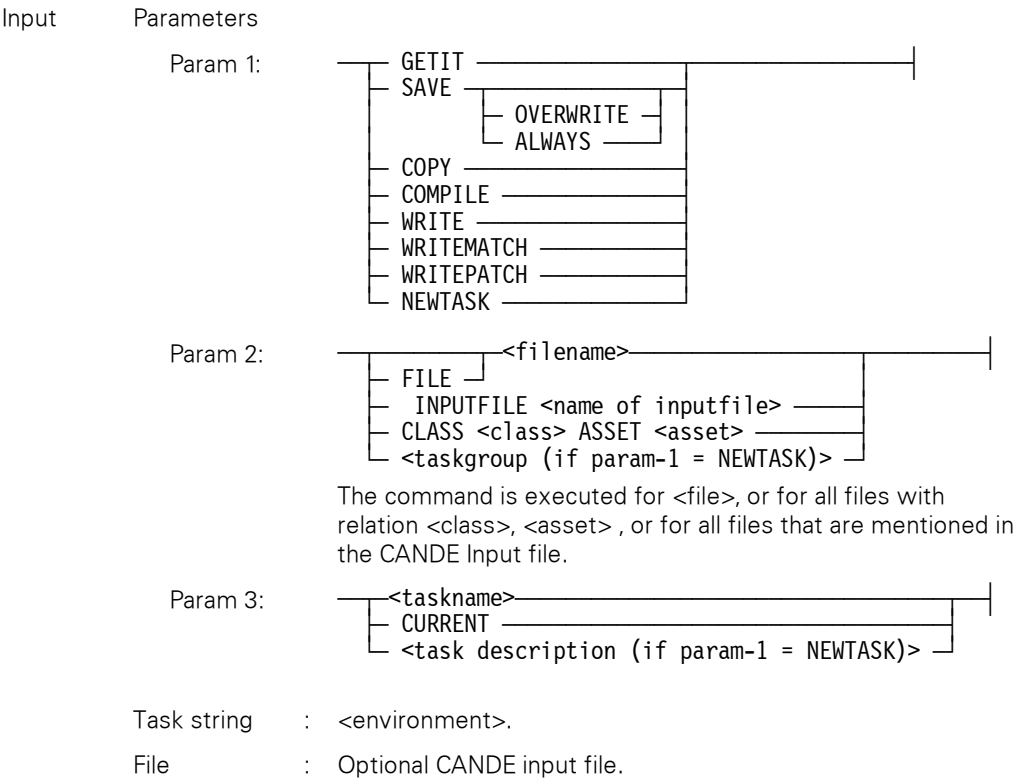 Input Parameters
Param 1: GETIT
SAVE
OVERWRITE
ALWAYS
COPY
COMPILE
WRITE
WRITEMATCH
WRITEPATCH
NEWTASK
Param 2: <filename>
FILE
INPUTFILE <name of inputfile>
CLASS <class> ASSET <asset>
<taskgroup (if param-1 = NEWTASK)>
The command is executed for <file>, or for all files with
relation <class>, <asset> , or for all files that are mentioned in
the CANDE Input file.
Param 3: <taskname>
CURRENT
<task description (if param-1 = NEWTASK)>
Task string : <environment>.
File : Optional CANDE input file.